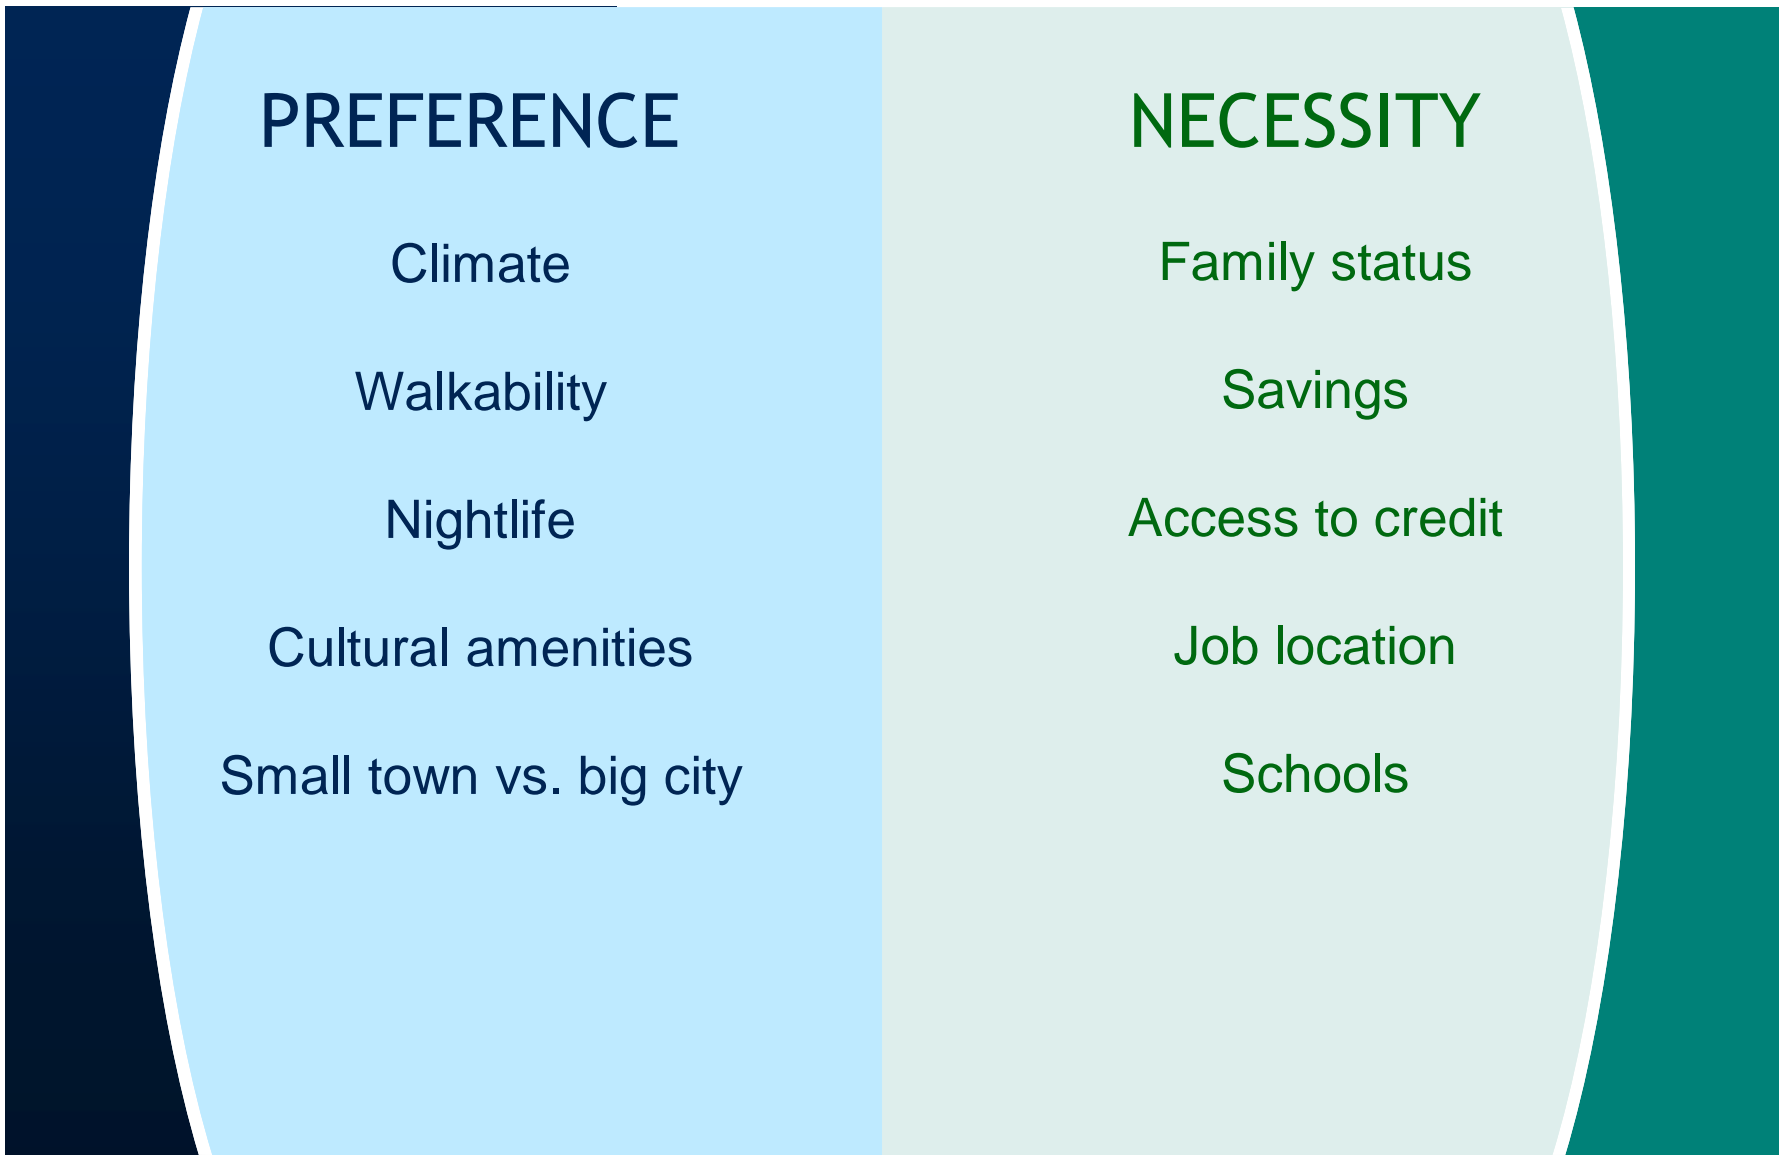 PREFERENCE
Climate
Walkability
Nightlife
Cultural amenities
Small town vs. big city
NECESSITY
Family status
Savings
Access to credit
Job location
Schools